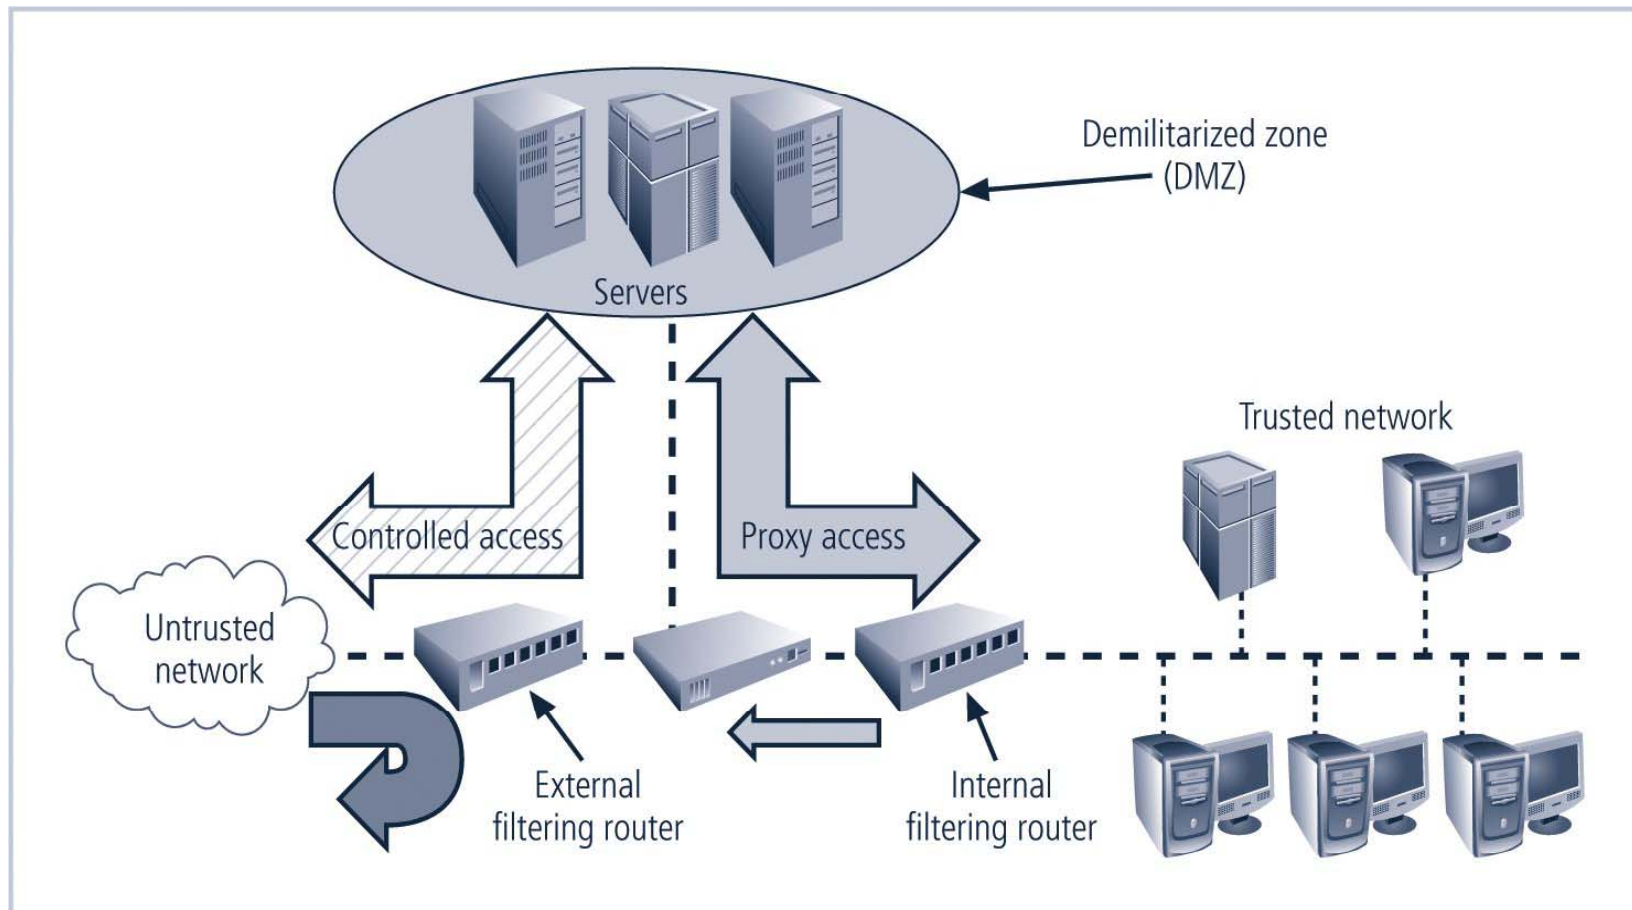 Demilitarized zone
(DMZ)
Servers
Trusted network
Controlled access
Proxy access
Untrusted
network
External
filtering router
Internal
filtering router